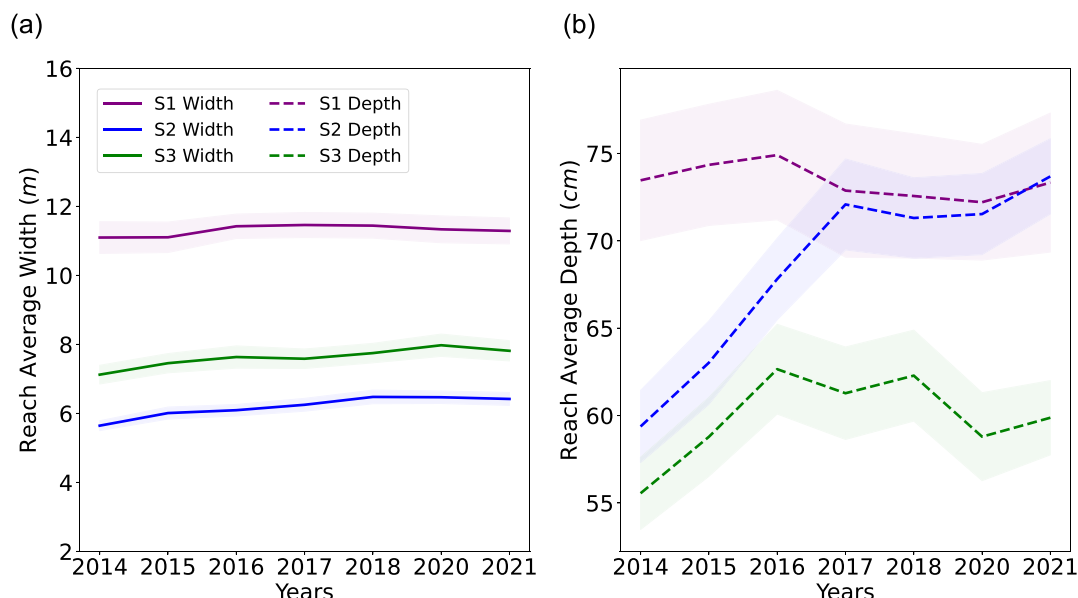 (a)
(b)
16
14
12
10
8
6
4
2
Reach Average Width (m)
S1 Width
S2 Width
S3 Width
S1 Depth
S2 Depth
S3 Depth
2014 2015 2016 2017 2018 2020 2021
Years
75
70
65
60
55
Reach Average Depth (cm)
2014 2015 2016 2017 2018 2020 2021
Years